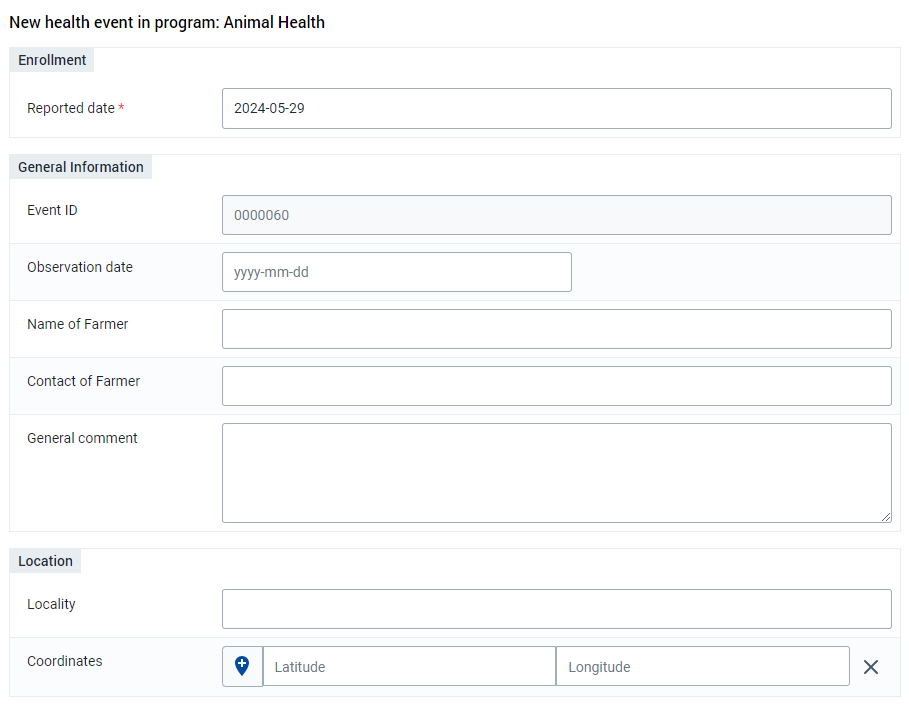 New health event in program: Animal Health
Enrollment
Reported date *
2024-05-29
General Information
Event ID
0000060
Observation date
yyyy-mm-dd
Name of Farmer
Contact of Farmer
General comment
Location
Locality
Coordinates
Latitude
Longitude